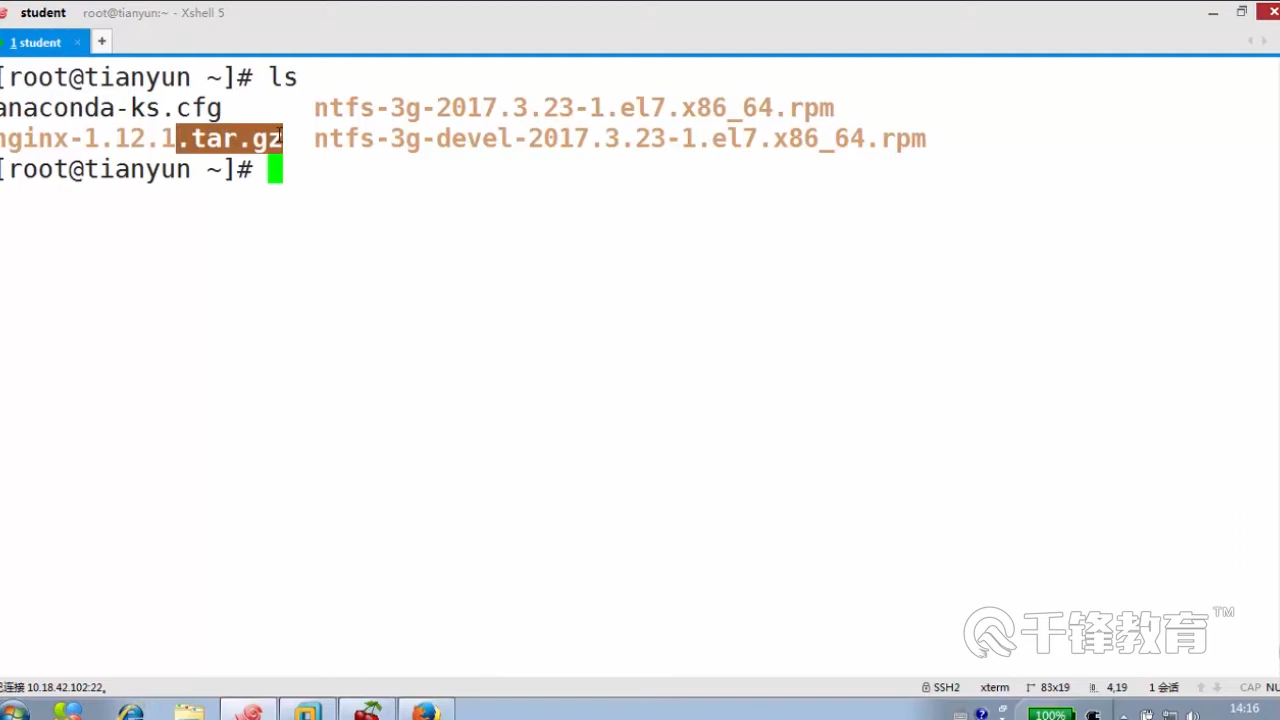 student root@tianyun:~ - Xshell 5
1 student × +
[root@tianyun ~]# ls
anaconda-ks.cfg ntfs-3g-2017.3.23-1.el7.x86_64.rpm
nginx-1.12.1.tar.gz ntfs-3g-devel-2017.3.23-1.el7.x86_64.rpm
[root@tianyun ~]#
千锋教育™
已连接 10.18.42.102:22。 SSH2 xterm 83x19 4,19 1 会话 CAP NU
100% 14:16